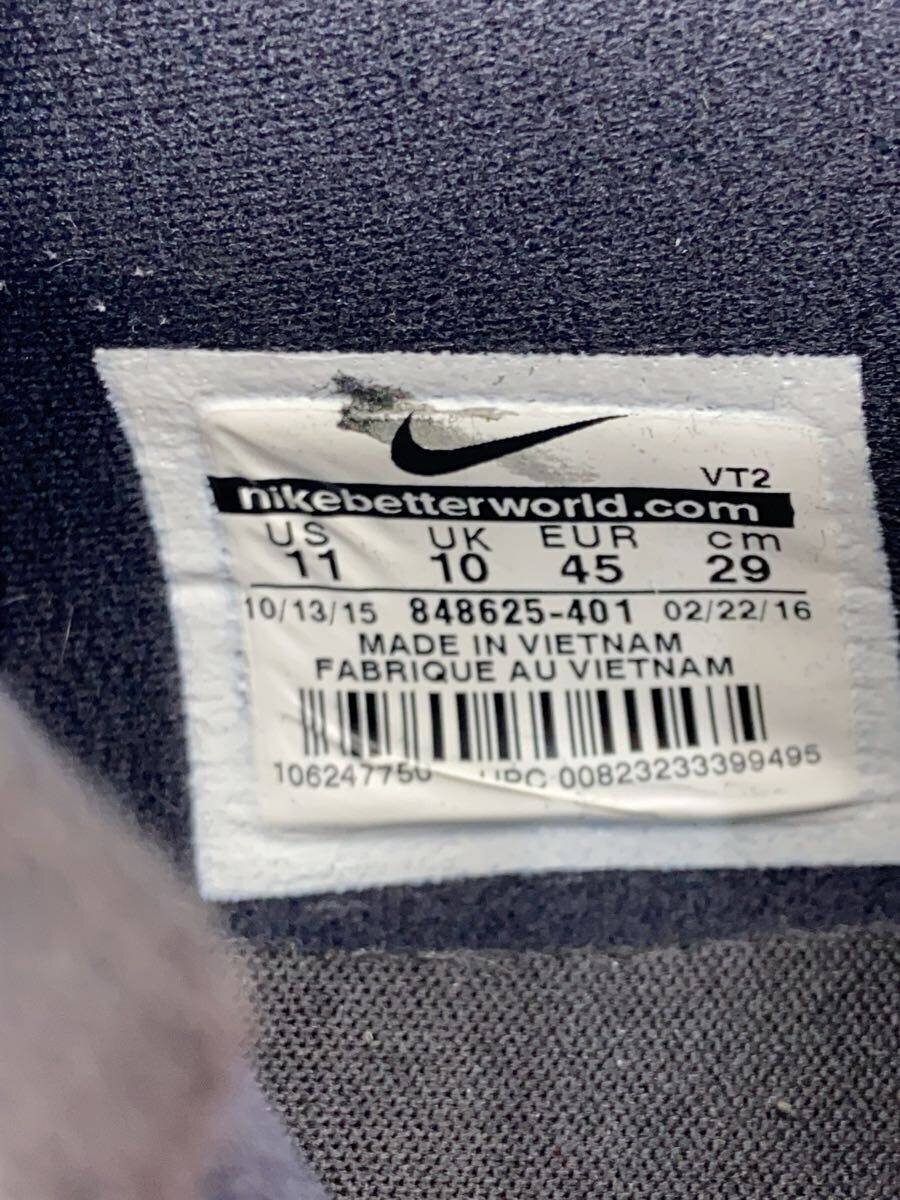 VT2
nikebetterworld.com
US UK EUR cm
11 10 45 29
10/13/15 848625-401 02/22/16
MADE IN VIETNAM
FABRIQUE AU VIETNAM
106247750 UPC 00823233399495